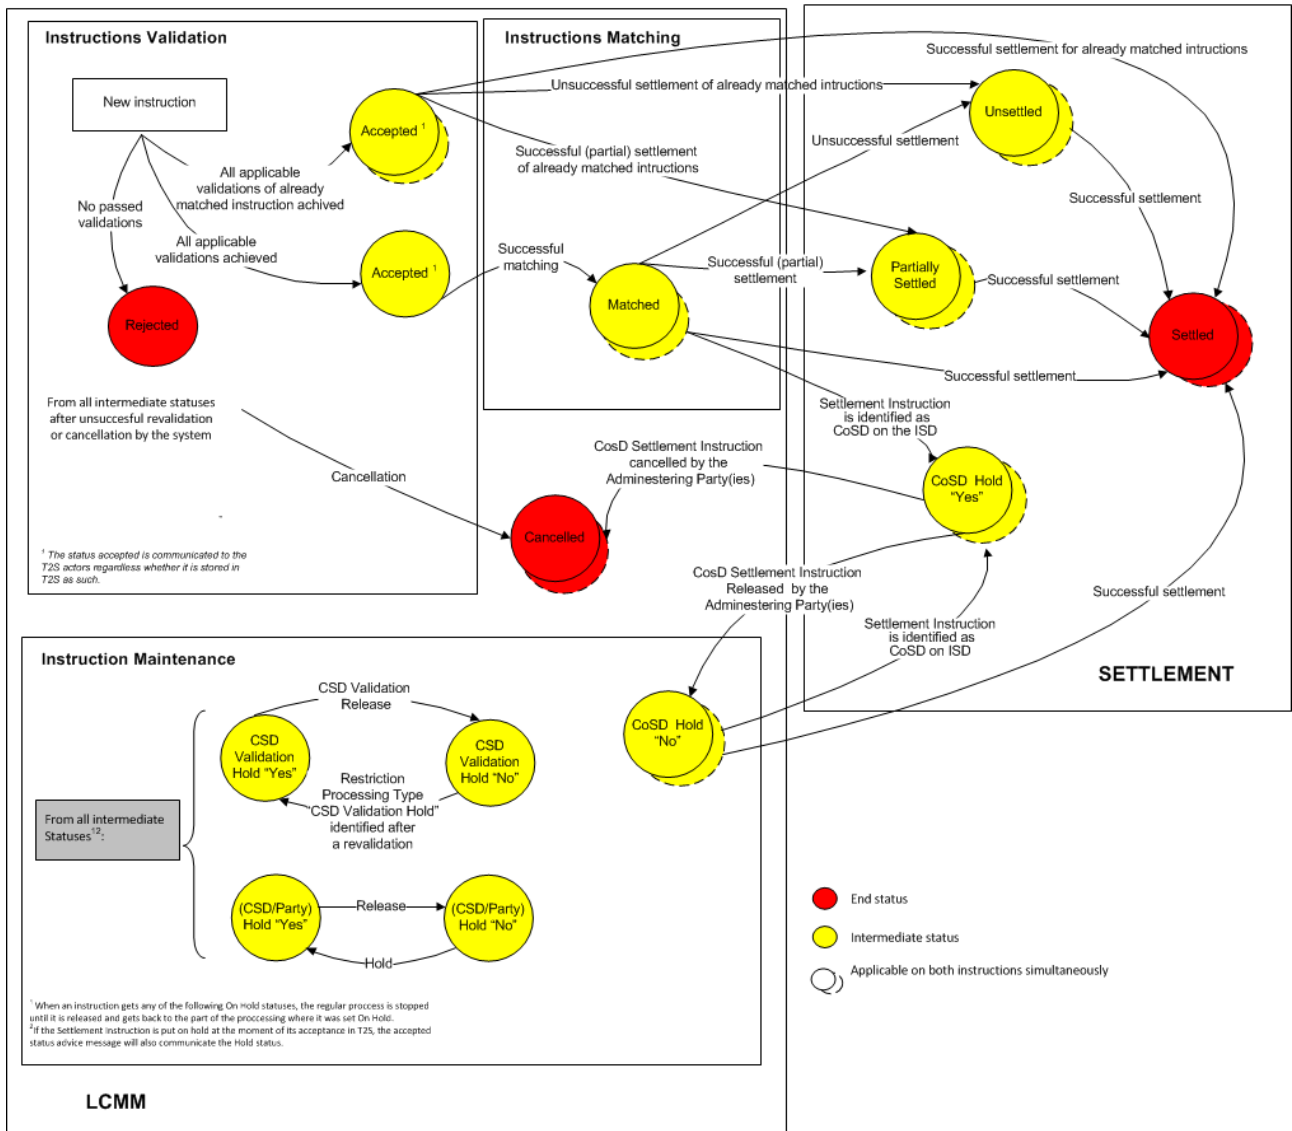 Instructions Validation
New instruction
No passed
validations
All applicable
validations of already
matched instruction achived
All applicable
validations achieved
Accepted 1
Accepted 1
Rejected
From all intermediate statuses
after unsuccesful revalidation
or cancellation by the system
Cancellation
-
1 The status accepted is communicated to the
T2S actors regardless whether it is stored in
T2S as such.
Instructions Matching
Unsuccessful settlement of already matched intructions
Successful settlement for already matched intructions
Successful (partial) settlement
of already matched intructions
Unsuccessful settlement
Successful
matching
Matched
Successful (partial)
settlement
Unsettled
Successful settlement
Partially
Settled
Successful settlement
Settled
Successful settlement
Settlement Instruction
is identified as
CoSD on the ISD
CosD Settlement Instruction
cancelled by the
Adminestering Party(ies)
Cancelled
CoSD Hold
"Yes"
CosD Settlement Instruction
Released by the
Adminestering Party(ies)
Settlement Instruction
is identified as
CoSD on ISD
Successful settlement
SETTLEMENT
CoSD Hold
"No"
Instruction Maintenance
CSD Validation
Release
CSD
Validation
Hold "Yes"
CSD
Validation
Hold "No"
Restriction
Processing Type
"CSD Validation Hold"
identified after
a revalidation
From all intermediate
Statuses12:
(CSD/Party)
Hold "Yes"
Release
(CSD/Party)
Hold "No"
Hold
1 When an instruction gets any of the following On Hold statuses, the regular proccess is stopped
until it is released and gets back to the part of the proccessing where it was set On Hold.
2If the Settlement Instruction is put on hold at the moment of its acceptance in T2S, the accepted
status advice message will also communicate the Hold status.
LCMM
End status
Intermediate status
Applicable on both instructions simultaneously